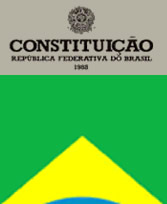 CONSTITUIÇÃO
REPÚBLICA FEDERATIVA DO BRASIL
1988